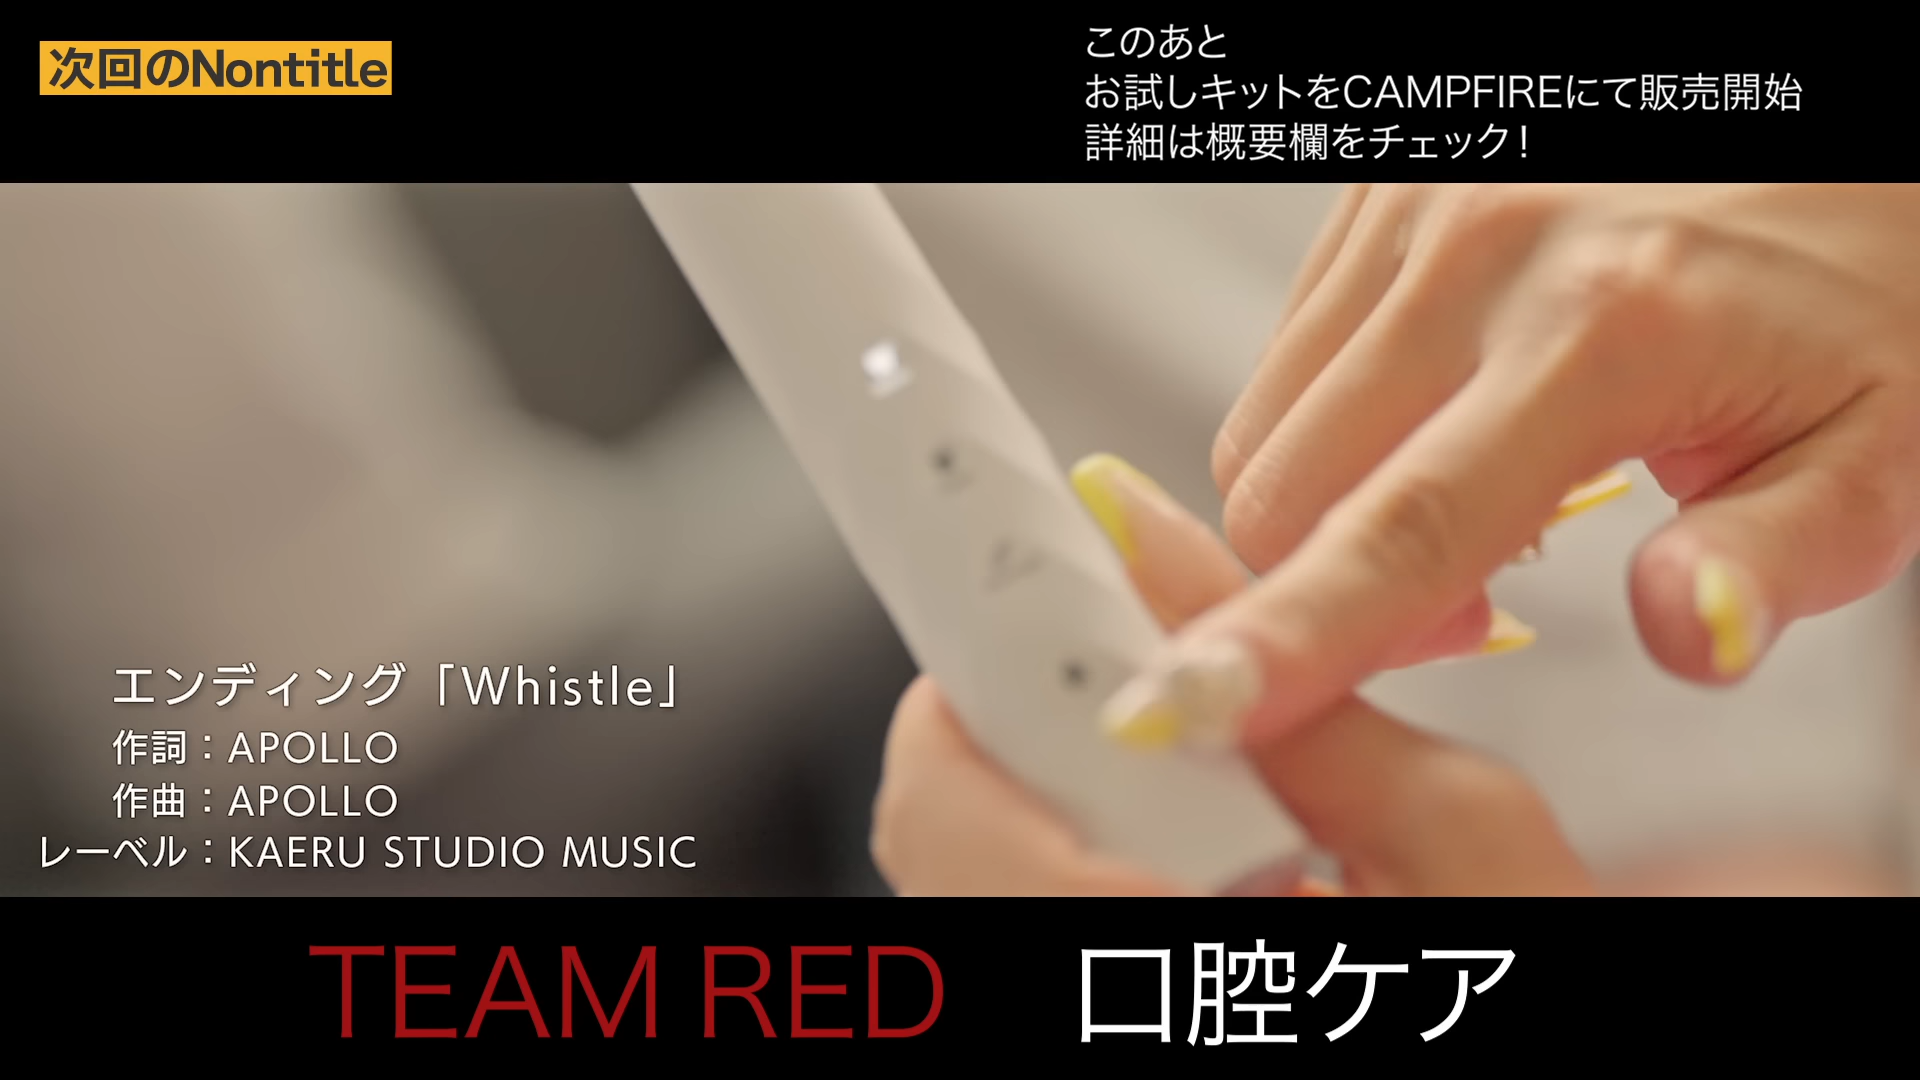 次回のNontitle
このあと
お試しキットをCAMPFIREにて販売開始
詳細は概要欄をチェック！
エンディング「Whistle」
作詞：APOLLO
作曲：APOLLO
レーベル：KAERU STUDIO MUSIC
TEAM RED 口腔ケア